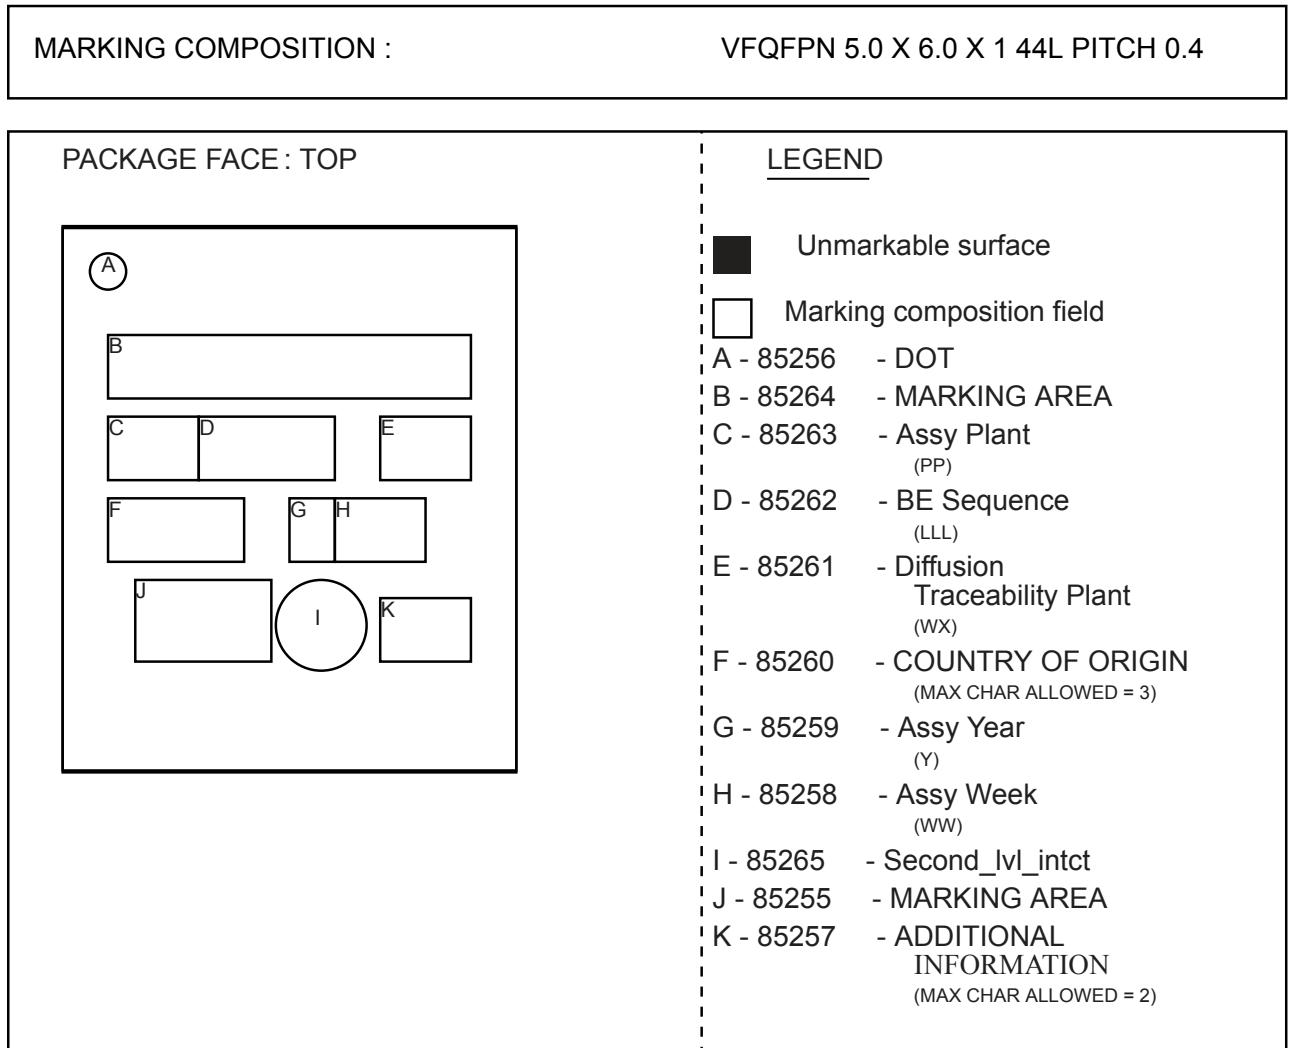 MARKING COMPOSITION : VFQFPN 5.0 X 6.0 X 1 44L PITCH 0.4
PACKAGE FACE : TOP
A
B
C D E
F G H
J I K
LEGEND
Unmarkable surface
Marking composition field
A - 85256 - DOT
B - 85264 - MARKING AREA
C - 85263 - Assy Plant
(PP)
D - 85262 - BE Sequence
(LLL)
E - 85261 - Diffusion
Traceability Plant
(WX)
F - 85260 - COUNTRY OF ORIGIN
(MAX CHAR ALLOWED = 3)
G - 85259 - Assy Year
(Y)
H - 85258 - Assy Week
(WW)
I - 85265 - Second_lvl_intct
J - 85255 - MARKING AREA
K - 85257 - ADDITIONAL
INFORMATION
(MAX CHAR ALLOWED = 2)